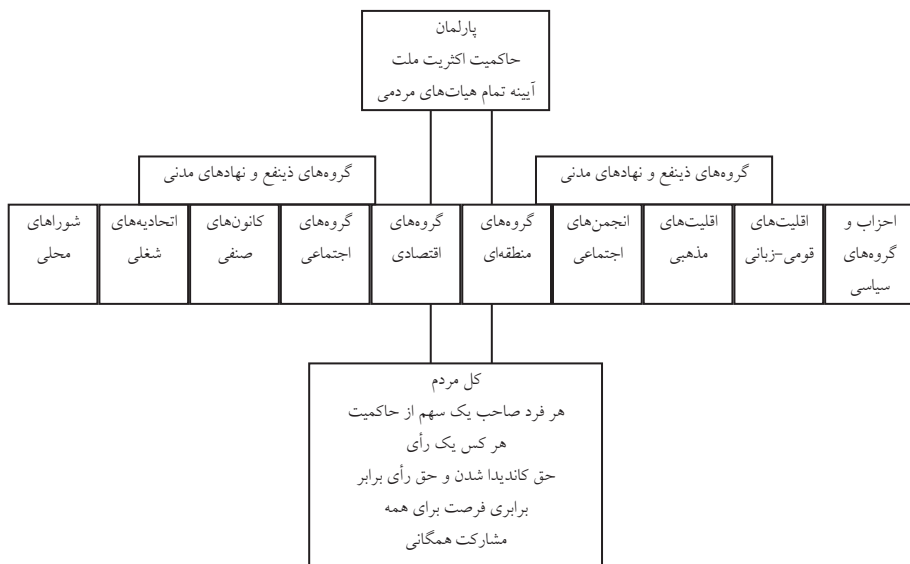 پارلمان
حاکمیت اکثریت ملت
آیینه تمام هیات‌های مردمی
گروه‌های ذینفع و نهادهای مدنی
گروه‌های ذینفع و نهادهای مدنی
احزاب و
گروه‌های
سیاسی
اقلیت‌های
قومی-زبانی
اقلیت‌های
مذهبی
انجمن‌های
اجتماعی
گروه‌های
منطقه‌ای
گروه‌های
اقتصادی
گروه‌های
اجتماعی
کانون‌های
صنفی
اتحادیه‌های
شغلی
شوراهای
محلی
کل مردم
هر فرد صاحب یک سهم از حاکمیت
هر کس یک رأی
حق کاندیدا شدن و حق رأی برابر
برابری فرصت برای همه
مشارکت همگانی